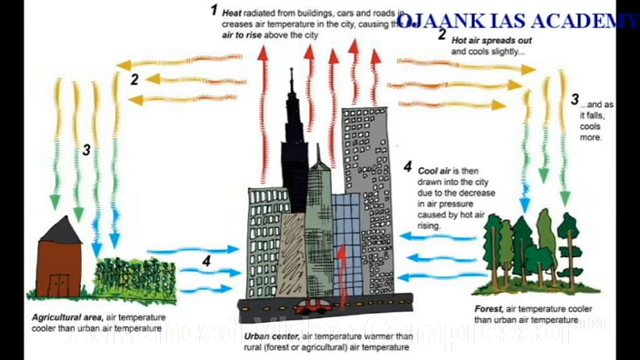 1 Heat radiated from buildings, cars and roads in
creases air temperature in the city, causing the
air to rise above the city
OJAANK IAS ACADEMY
2 Hot air spreads out
and cools slightly...
2
3 ...and as
it falls,
cools
more.
3
4 Cool air is then
drawn into the city
due to the decrease
in air pressure
caused by hot air
rising.
4
Agricultural area, air temperature
cooler than urban air temperature
Forest, air temperature cooler
than urban air temperature
Urban center, air temperature warmer than
rural (forest or agricultural) air temperature
Advanced Video Compressor™